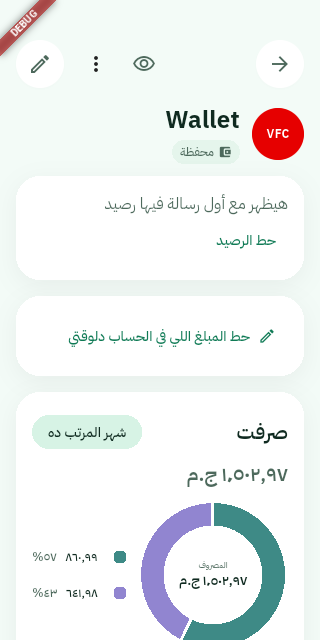 DEBUG
Wallet
VFC
محفظة
هيظهر مع أول رسالة فيها رصيد
حط الرصيد
حط المبلغ اللي في الحساب دلوقتي
صرفت
شهر المرتب ده
١,٥٠٢,٩٧ ج.م
المصروف
١,٥٠٢,٩٧ ج.م
٨٦٠,٩٩ ٥٧%
٦٤١,٩٨ ٤٣%